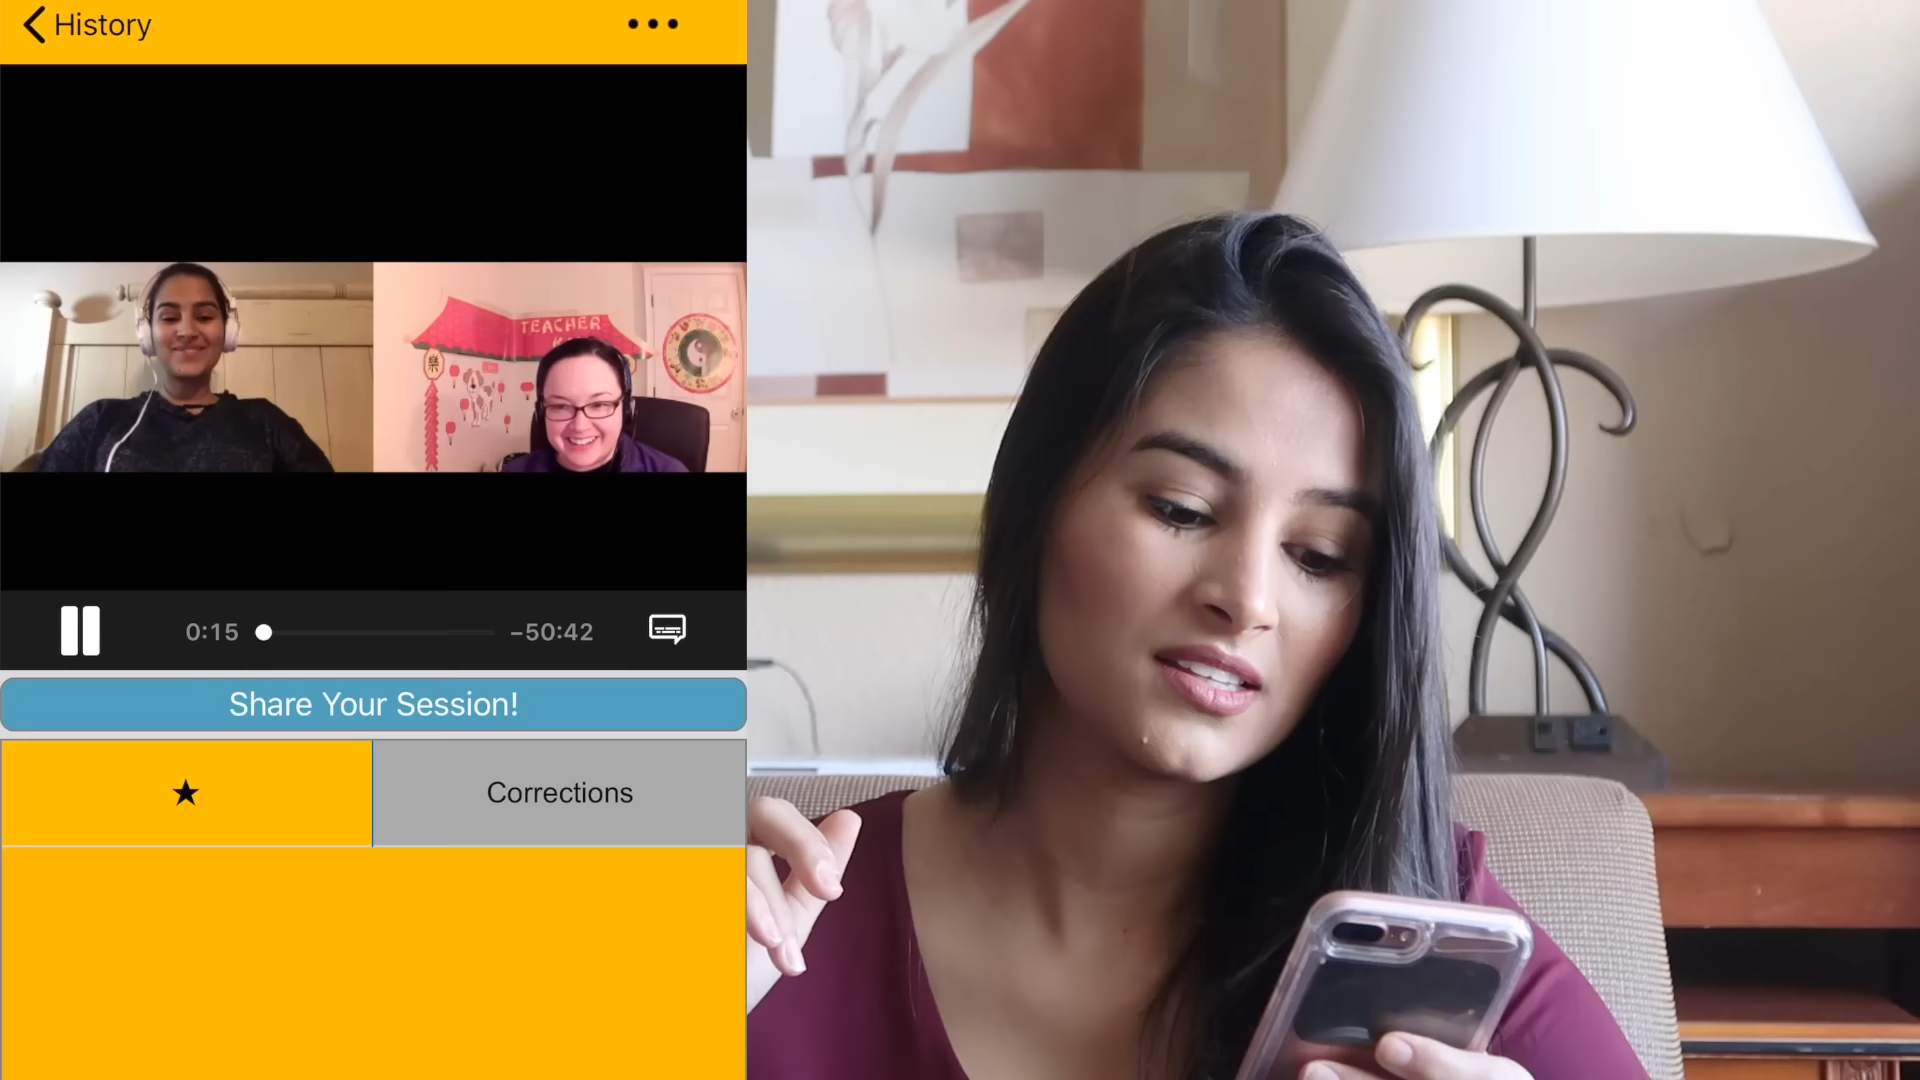 History
TEACHER
0:15
-50:42
Share Your Session!
★
Corrections